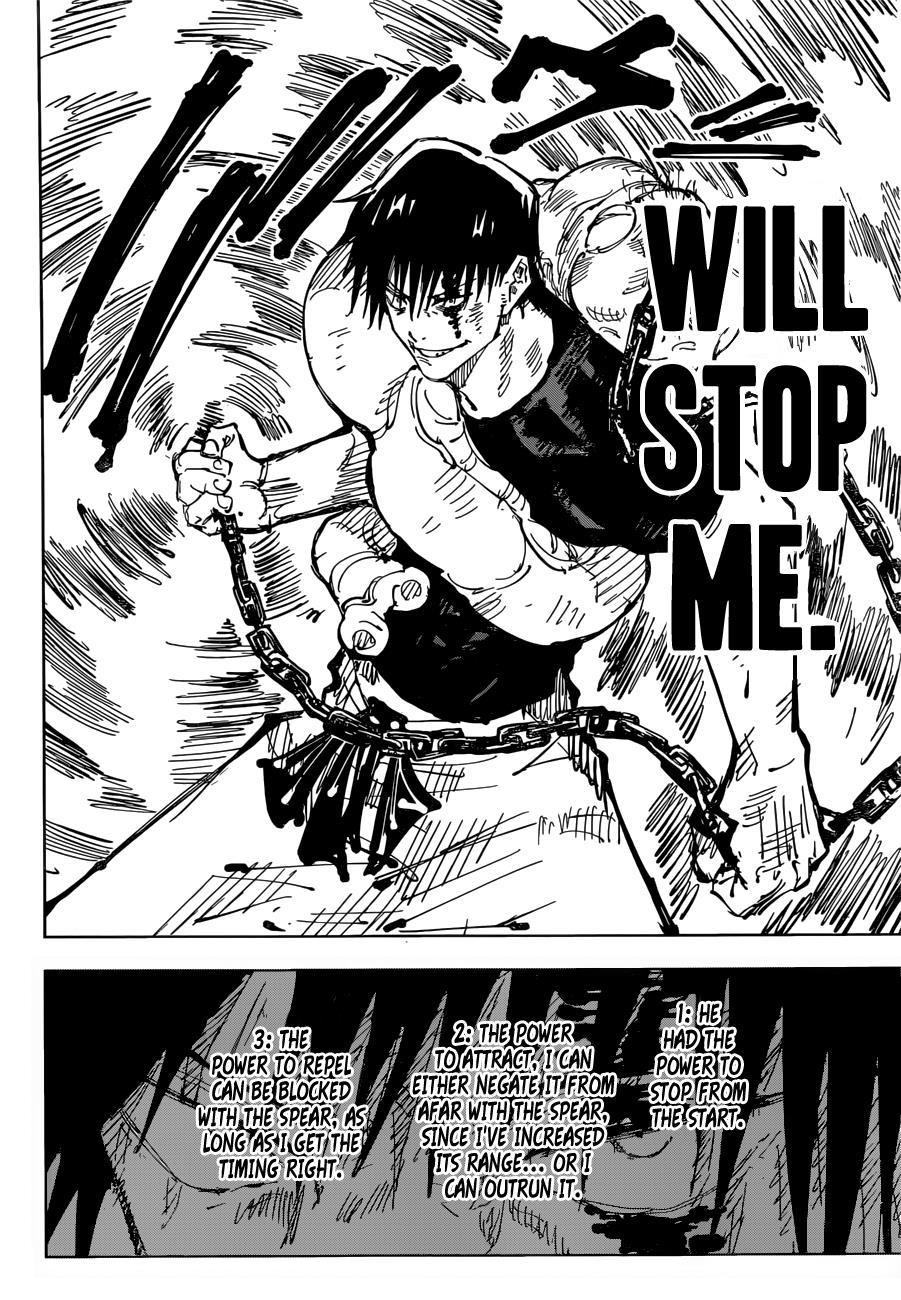 WILL
STOP
ME.
1: HE
HAD THE
POWER TO
STOP FROM
THE START.
2: THE POWER
TO ATTRACT, I CAN
EITHER NEGATE IT FROM
AFAR WITH THE SPEAR,
SINCE I'VE INCREASED
ITS RANGE... OR I
CAN OUTRUN IT.
3: THE
POWER TO REPEL
CAN BE BLOCKED
WITH THE SPEAR, AS
LONG AS I GET THE
TIMING RIGHT.